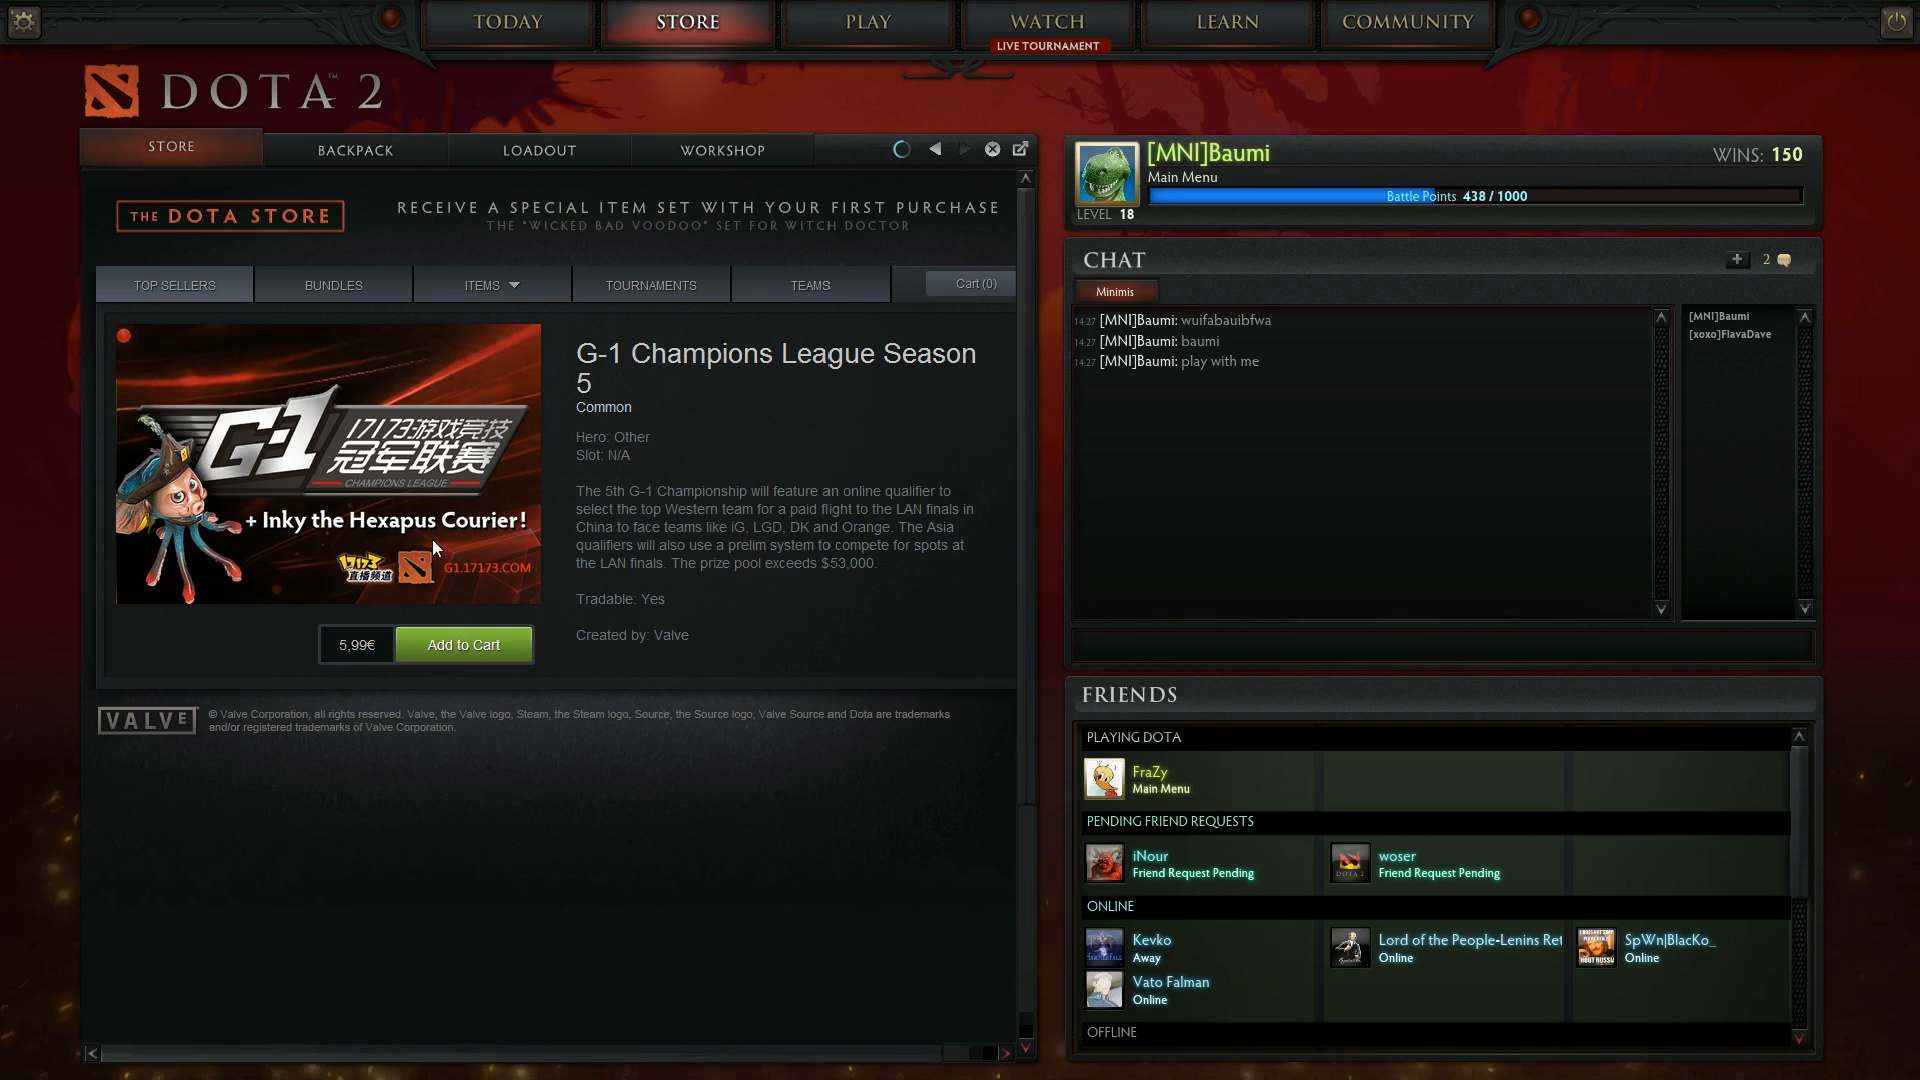 TODAY
STORE
PLAY
WATCH
LIVE TOURNAMENT
LEARN
COMMUNITY
DOTA™ 2
STORE
BACKPACK
LOADOUT
WORKSHOP
THE DOTA STORE
RECEIVE A SPECIAL ITEM SET WITH YOUR FIRST PURCHASE
THE "WICKED BAD VOODOO" SET FOR WITCH DOCTOR
TOP SELLERS
BUNDLES
ITEMS
TOURNAMENTS
TEAMS
Cart (0)
G-1
17173游戏竞技
冠军联赛
CHAMPIONS LEAGUE
+ Inky the Hexapus Courier!
17173
直播频道
G1.17173.COM
5,99€
Add to Cart
G-1 Champions League Season
5
Common
Hero: Other
Slot: N/A
The 5th G-1 Championship will feature an online qualifier to
select the top Western team for a paid flight to the LAN finals in
China to face teams like iG, LGD, DK and Orange. The Asia
qualifiers will also use a prelim system to compete for spots at
the LAN finals. The prize pool exceeds $53,000.
Tradable: Yes
Created by: Valve
VALVE
© Valve Corporation, all rights reserved. Valve, the Valve logo, Steam, the Steam logo, Source, the Source logo, Valve Source and Dota are trademarks
and/or registered trademarks of Valve Corporation.
[MNI]Baumi
WINS: 150
Main Menu
Battle Points 438 / 1000
LEVEL 18
CHAT
2
Minimis
14:27 [MNI]Baumi: wuifabauibfwa
14:27 [MNI]Baumi: baumi
14:27 [MNI]Baumi: play with me
[MNI]Baumi
[xoxo]FlavaDave
FRIENDS
PLAYING DOTA
FraZy
Main Menu
PENDING FRIEND REQUESTS
iNour
Friend Request Pending
woser
Friend Request Pending
ONLINE
Kevko
Away
Lord of the People-Lenins Ret
Online
SpWn|BlacKo_
Online
Vato Falman
Online
OFFLINE